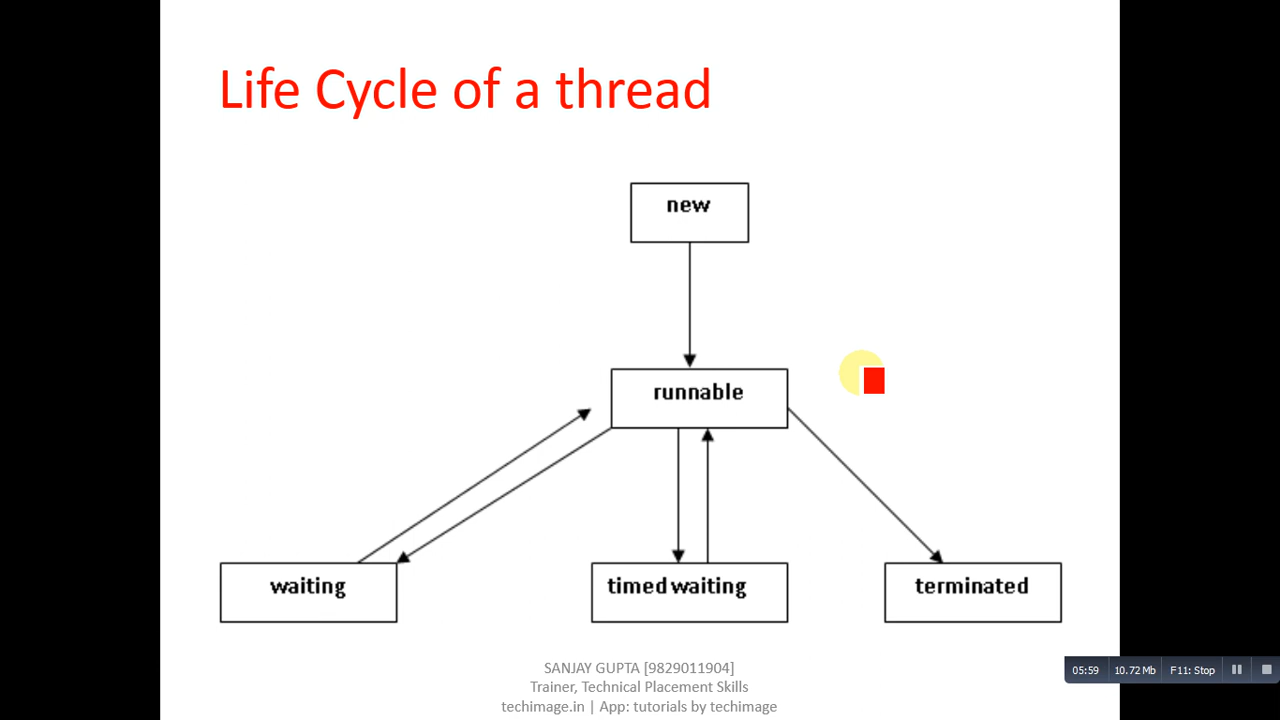 Life Cycle of a thread
new
runnable
waiting
timed waiting
terminated
SANJAY GUPTA [9829011904]
Trainer, Technical Placement Skills
techimage.in | App: tutorials by techimage
05:59 10.72 Mb F11: Stop